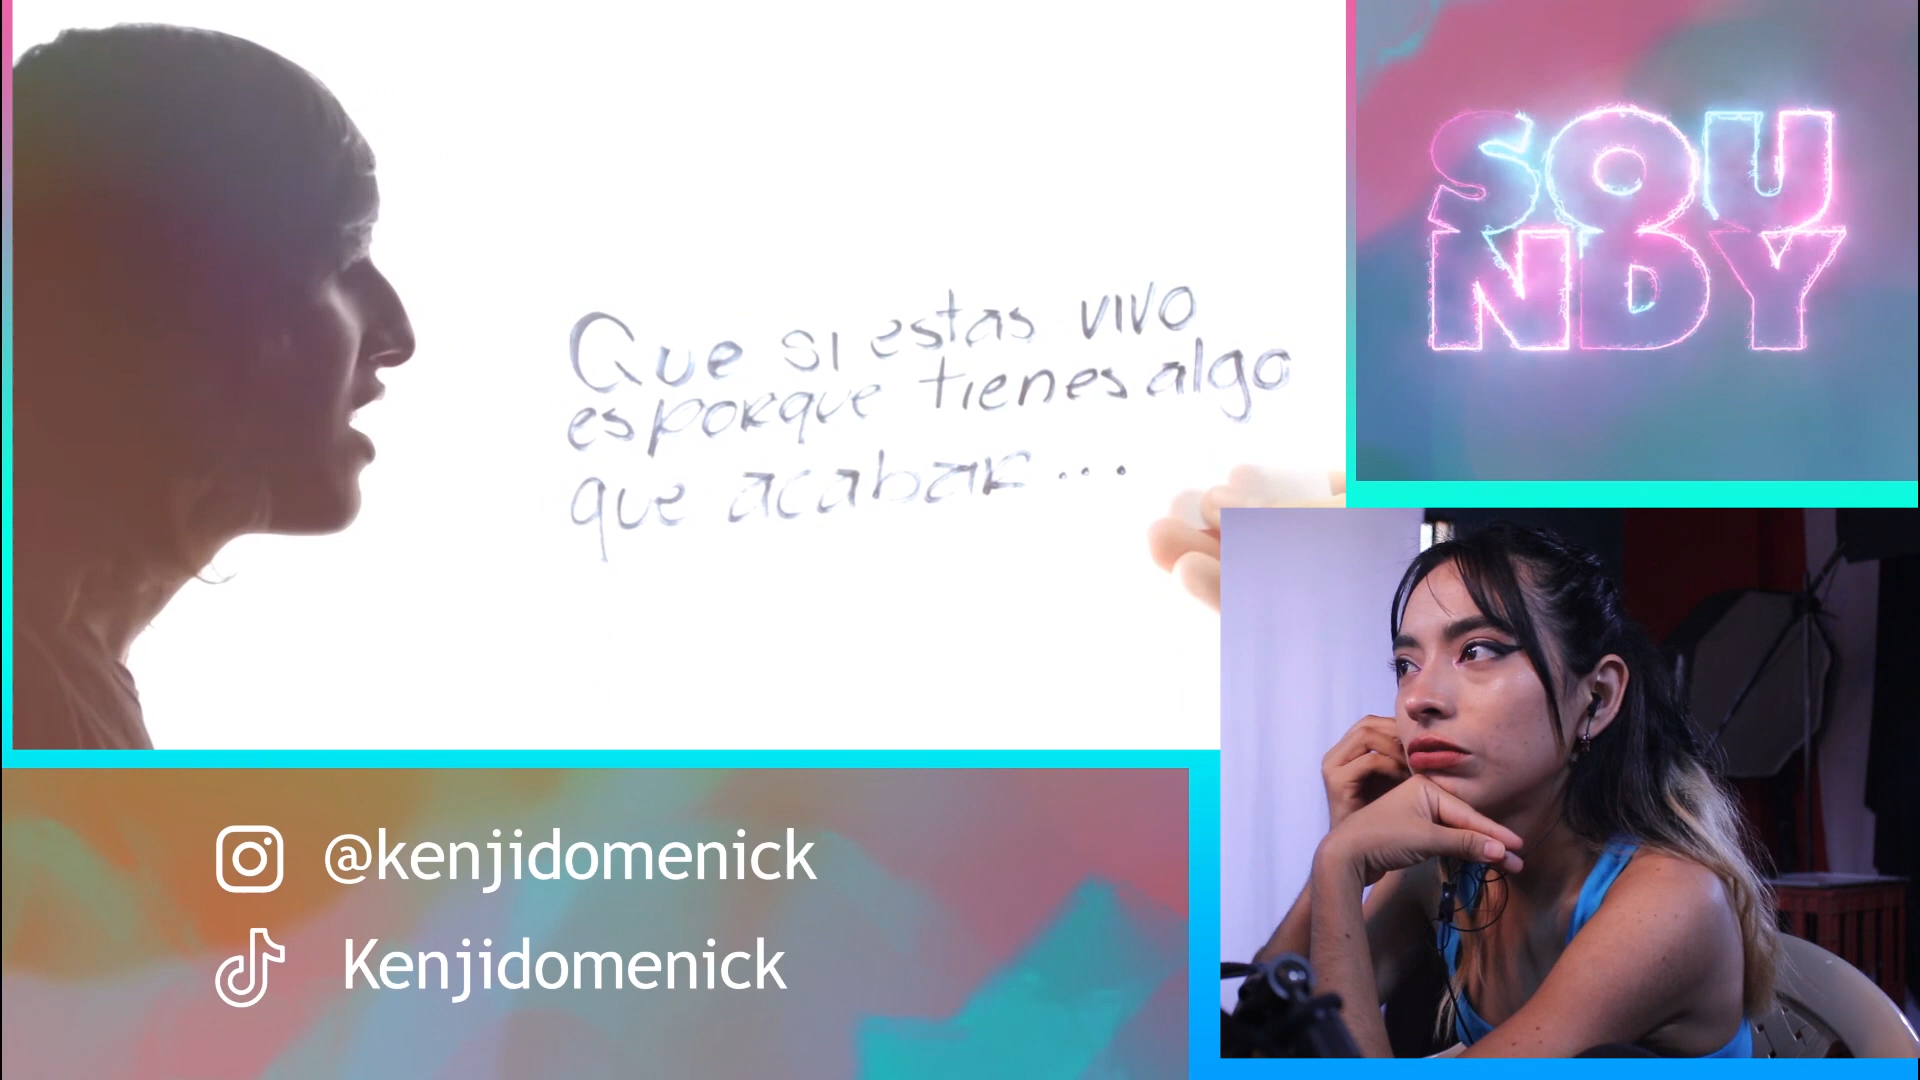 Que si estas vivo
es porque tienes algo
que acabar...
SOU
NDY
@kenjidomenick
Kenjidomenick